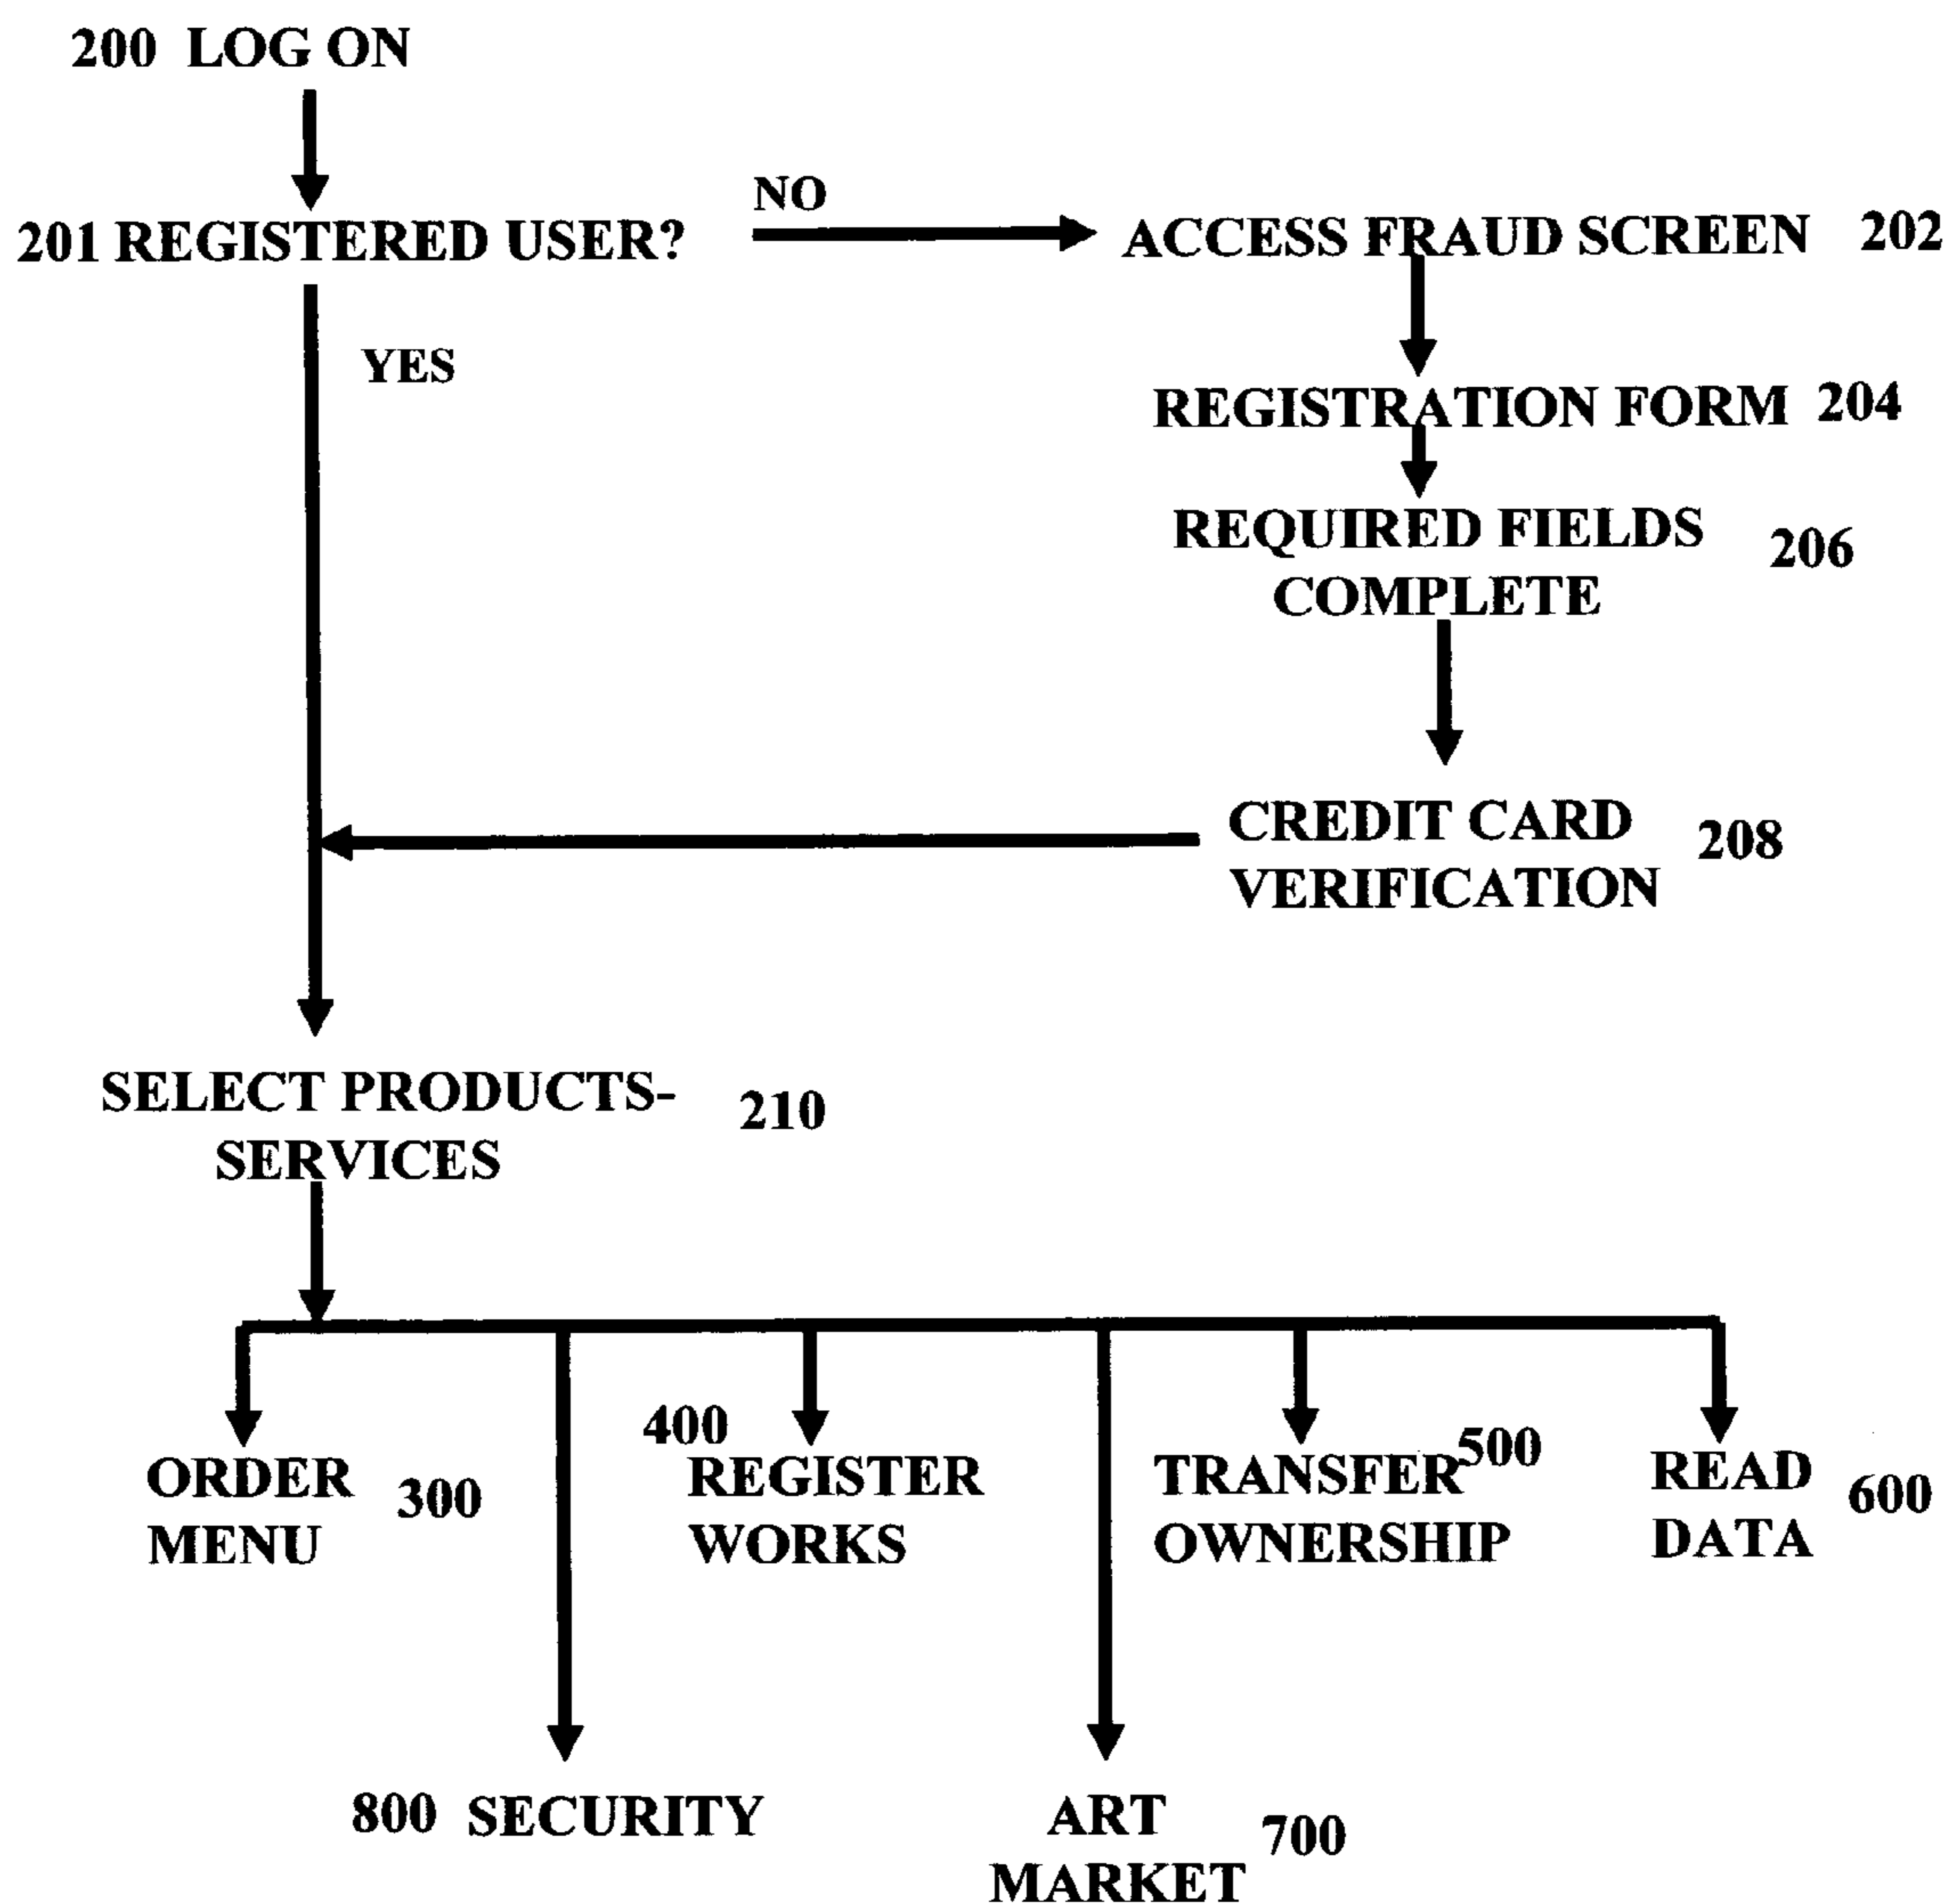 200 LOG ON
NO
201 REGISTERED USER?
ACCESS FRAUD SCREEN 202
YES
REGISTRATION FORM 204
REQUIRED FIELDS
COMPLETE
206
CREDIT CARD
VERIFICATION
208
SELECT PRODUCTS-
SERVICES
210
ORDER
MENU
300
400
REGISTER
WORKS
TRANSFER
OWNERSHIP
500
READ
DATA
600
800 SECURITY
ART
MARKET
700